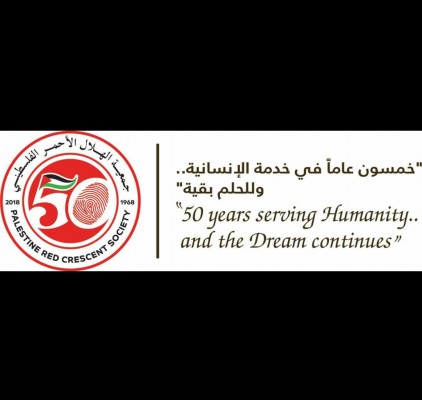 جمعية الهلال الأحمر الفلسطيني
50
2018
1968
PALESTINE RED CRESCENT SOCIETY
"خمسون عاماً في خدمة الإنسانية..
وللحلم بقية"
"50 years serving Humanity..
and the Dream continues"